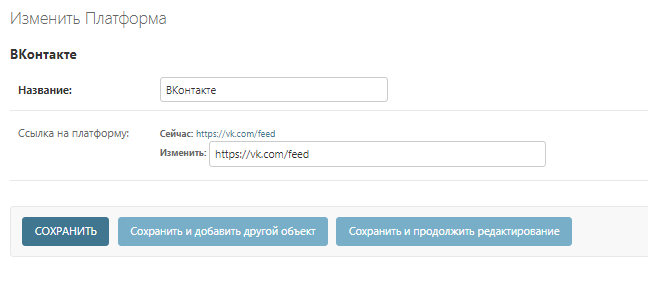 Изменить Платформа
ВКонтакте
Название: ВКонтакте
Ссылка на платформу: Сейчас: https://vk.com/feed
Изменить: https://vk.com/feed
СОХРАНИТЬ Сохранить и добавить другой объект Сохранить и продолжить редактирование